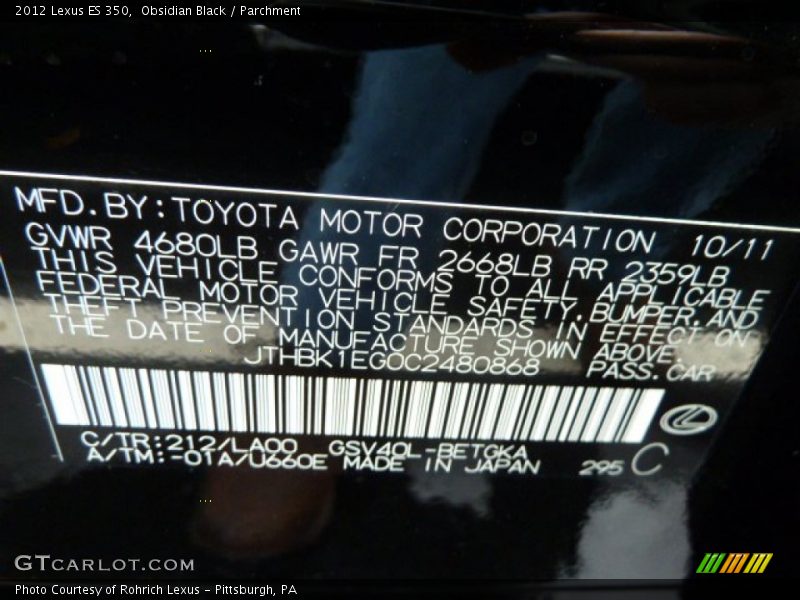 2012 Lexus ES 350,  Obsidian Black / Parchment
MFD.BY:TOYOTA MOTOR CORPORATION 10/11
GVWR 4680LB GAWR FR 2668LB RR 2359LB
THIS VEHICLE CONFORMS TO ALL APPLICABLE
FEDERAL MOTOR VEHICLE SAFETY,BUMPER,AND
THEFT PREVENTION STANDARDS IN EFFECT ON
THE DATE OF MANUFACTURE SHOWN ABOVE.
JTHBK1EG0C2480868 PASS.CAR
C/TR:212/LA00 GSV40L-BETGKA
A/TM:-01A/U660E MADE IN JAPAN 295 C
GTCARLOT.COM
Photo Courtesy of Rohrich Lexus - Pittsburgh, PA